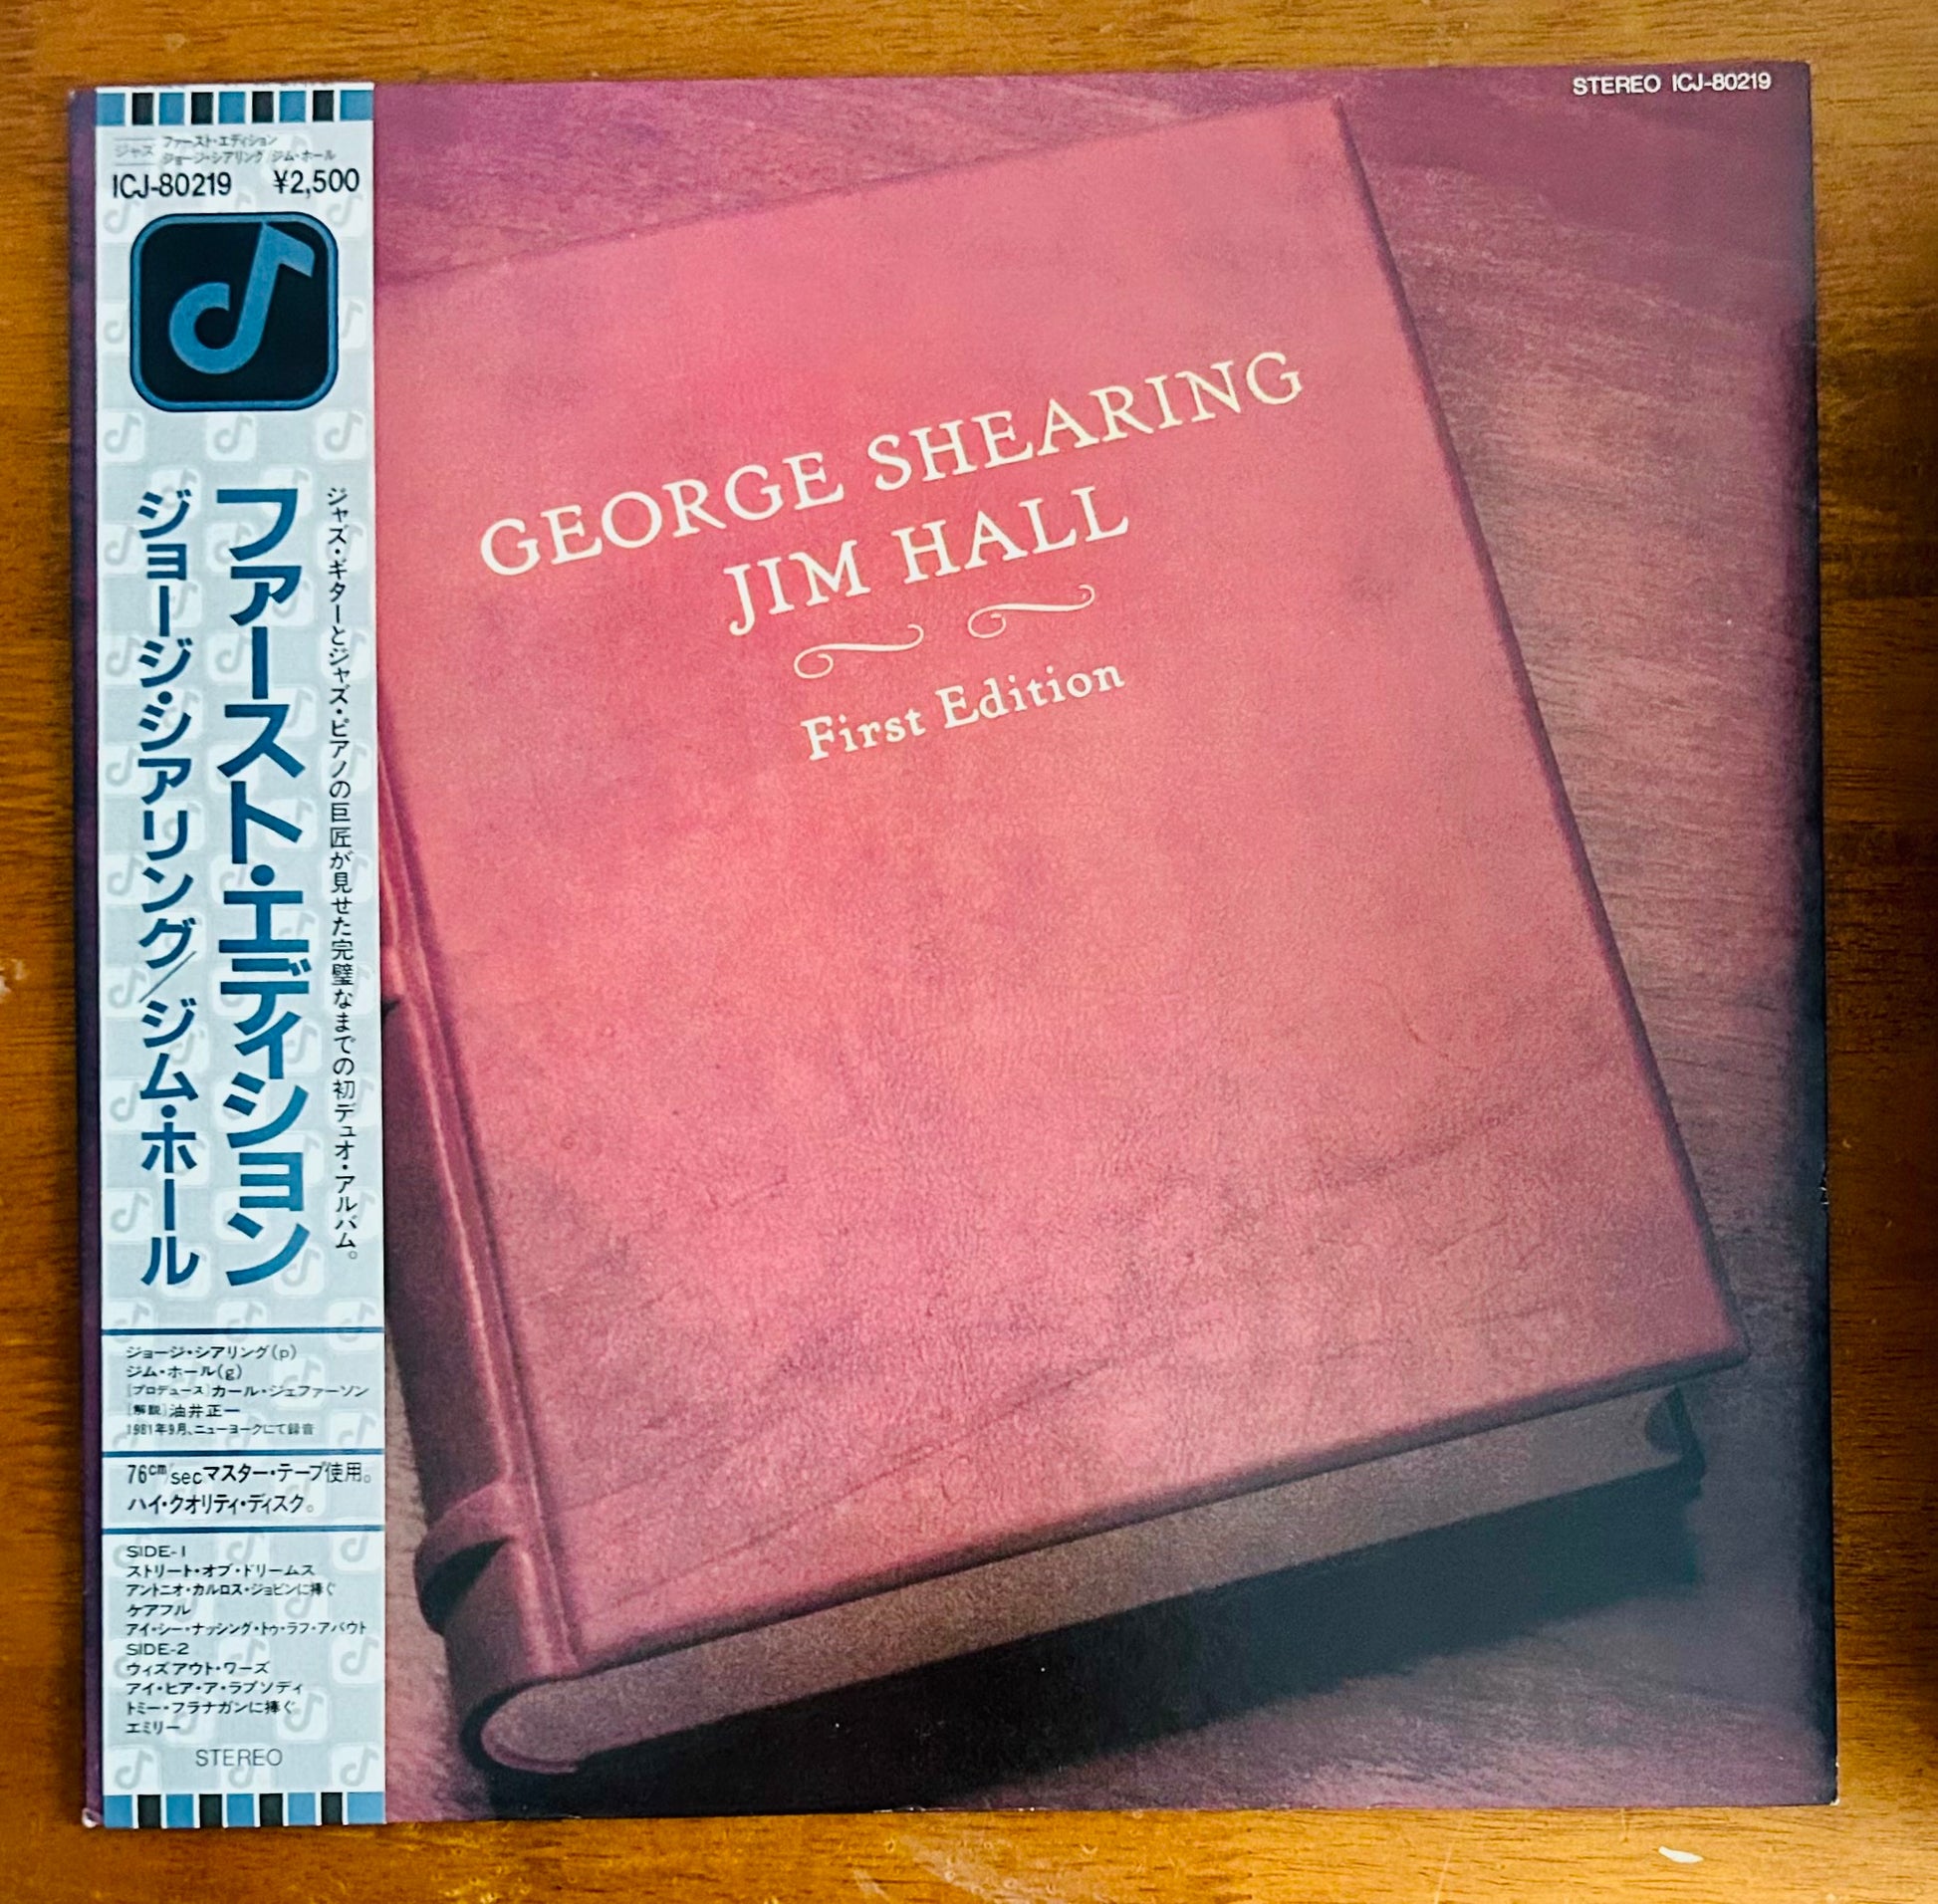 STEREO ICJ-80219
ジャズ
ファースト・エディション
ジョージ・シアリング/ジム・ホール
ICJ-80219 ¥2,500
ジャズ・ギターとジャズ・ピアノの巨匠が見せた完璧なまでの初デュオ・アルバム。
ファースト・エディション
ジョージ・シアリング/ジム・ホール
ジョージ・シアリング(p)
ジム・ホール(g)
[プロデュース]カール・ジェファーソン
[解説]油井正一
1981年9月、ニューヨークにて録音
76cm/secマスター・テープ使用。
ハイ・クオリティ・ディスク。
SIDE-1
ストリート・オブ・ドリームス
アントニオ・カルロス・ジョビンに捧ぐ
ケアフル
アイ・シー・ナッシング・トゥ・ラフ・アバウト
SIDE-2
ウィズアウト・ワーズ
アイ・ヒア・ア・ラプソディ
トミー・フラナガンに捧ぐ
エミリー
STEREO
GEORGE SHEARING
JIM HALL
First Edition